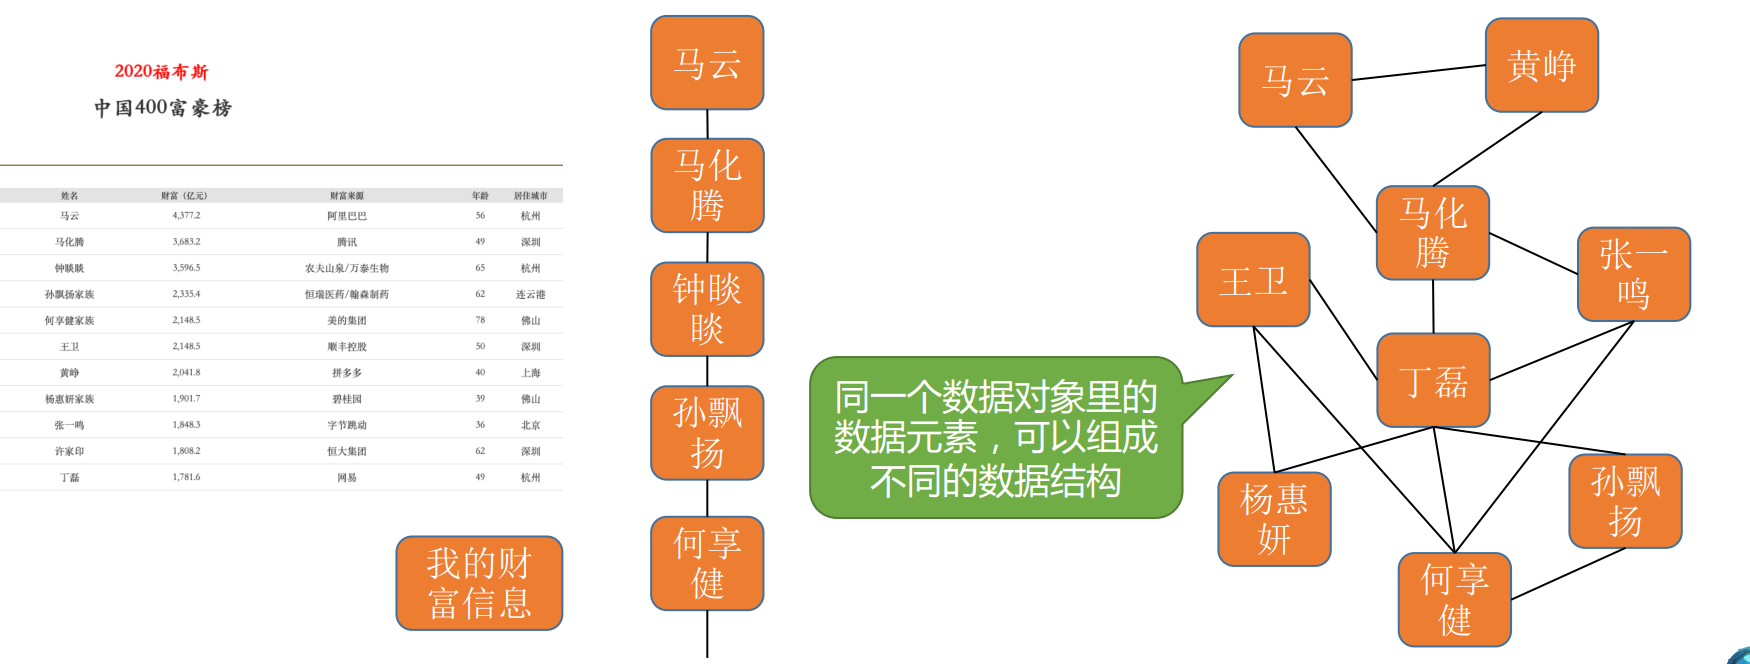 2020福布斯
中国400富豪榜
姓名 财富（亿元） 财富来源 年龄 居住城市
马云 4,377.2 阿里巴巴 56 杭州
马化腾 3,683.2 腾讯 49 深圳
钟睒睒 3,596.5 农夫山泉/万泰生物 65 杭州
孙飘扬家族 2,335.4 恒瑞医药/翰森制药 62 连云港
何享健家族 2,148.5 美的集团 78 佛山
王卫 2,148.5 顺丰控股 50 深圳
黄峥 2,041.8 拼多多 40 上海
杨惠妍家族 1,901.7 碧桂园 39 佛山
张一鸣 1,848.3 字节跳动 36 北京
许家印 1,808.2 恒大集团 62 深圳
丁磊 1,781.6 网易 49 杭州
我的财
富信息
马云
马化
腾
钟睒
睒
孙飘
扬
何享
健
同一个数据对象里的
数据元素，可以组成
不同的数据结构
马云
黄峥
马化
腾
王卫
张一
鸣
丁磊
杨惠
妍
孙飘
扬
何享
健